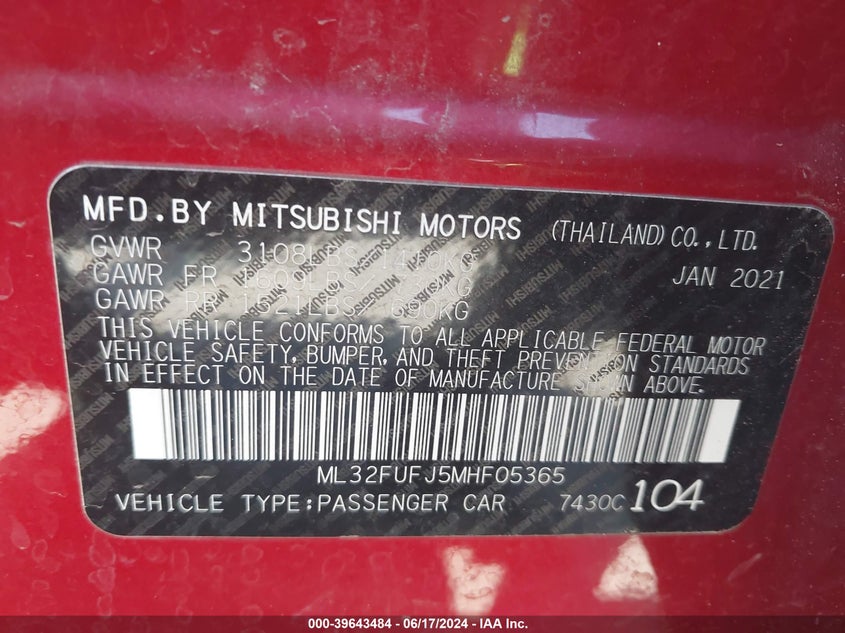 MFD.BY MITSUBISHI MOTORS (THAILAND) CO.,LTD.
GVWR 3108LBS JAN 2021
GAWR FR 1609LBS
GAWR RR 1521LBS 690KG
THIS VEHICLE CONFORMS TO ALL APPLICABLE FEDERAL MOTOR
VEHICLE SAFETY, BUMPER, AND THEFT PREVENTION STANDARDS
IN EFFECT ON THE DATE OF MANUFACTURE SHOWN ABOVE.
ML32FUFJ5MHF05365
VEHICLE TYPE:PASSENGER CAR 7430C 104
000-39643484 - 06/17/2024 - IAA Inc.